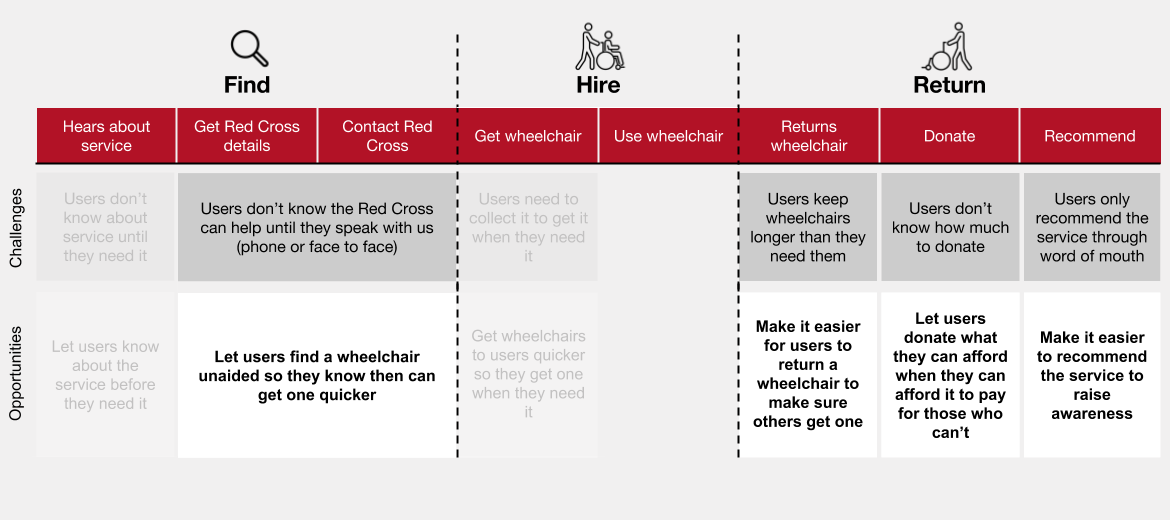 Find
Hire
Return
Hears about
service
Get Red Cross
details
Contact Red
Cross
Get wheelchair
Use wheelchair
Returns
wheelchair
Donate
Recommend
Challenges
Users don't
know about
service until
they need it
Users don't know the Red Cross
can help until they speak with us
(phone or face to face)
Users need to
collect it to get it
when they need
it
Users keep
wheelchairs
longer than they
need them
Users don't
know how much
to donate
Users only
recommend the
service through
word of mouth
Opportunities
Let users know
about the
service before
they need it
Let users find a wheelchair
unaided so they know then can
get one quicker
Get wheelchairs
to users quicker
so they get one
when they need
it
Make it easier
for users to
return a
wheelchair to
make sure
others get one
Let users
donate what
they can afford
when they can
afford it to pay
for those who
can't
Make it easier
to recommend
the service to
raise
awareness